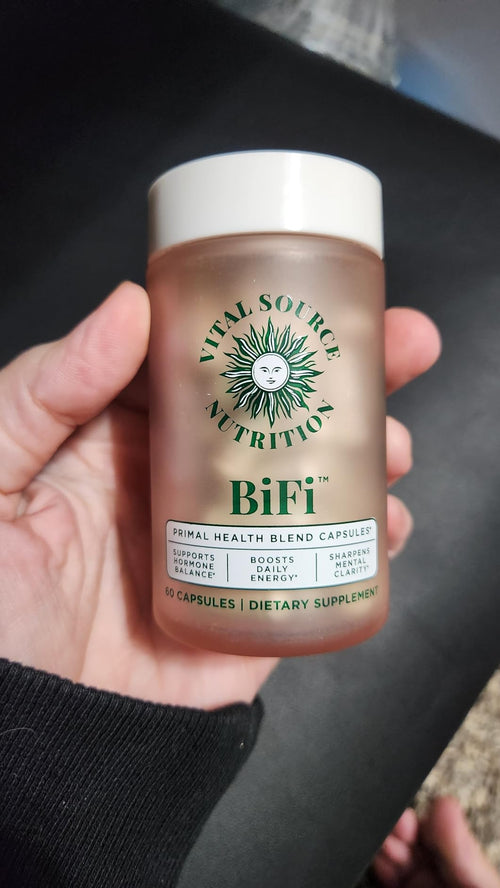 VITAL SOURCE
NUTRITION
BiFi™
PRIMAL HEALTH BLEND CAPSULES*
SUPPORTS
HORMONE
BALANCE*
BOOSTS
DAILY
ENERGY*
SHARPENS
MENTAL
CLARITY*
60 CAPSULES | DIETARY SUPPLEMENT